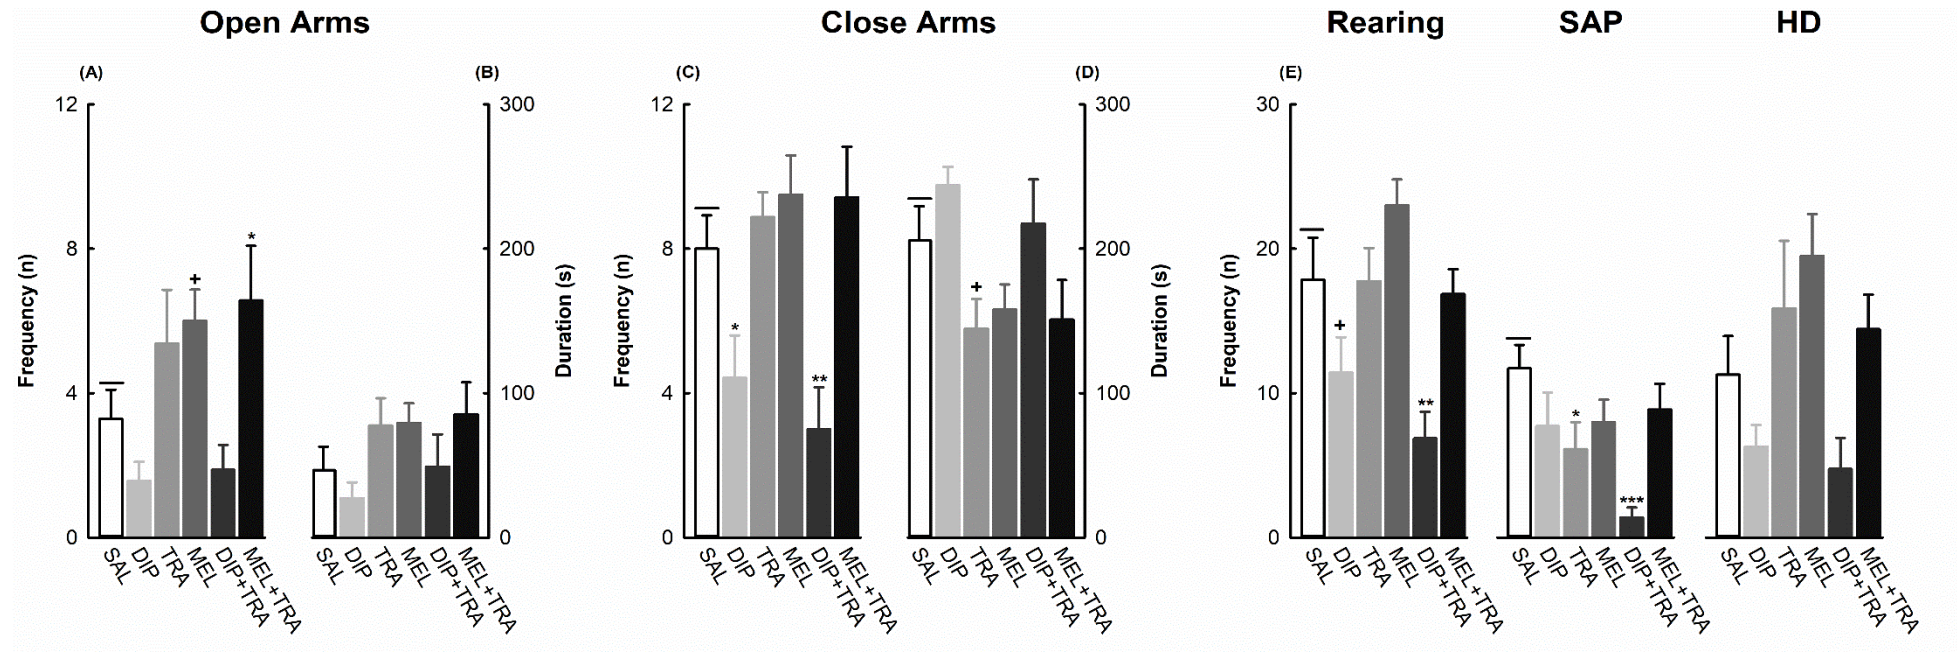 Open Arms
Close Arms
Rearing
SAP
HD
(A)
(B)
(C)
(D)
(E)
12
8
4
0
Frequency (n)
300
200
100
0
Duration (s)
12
8
4
0
Frequency (n)
300
200
100
0
Duration (s)
30
20
10
0
Frequency (n)
+
*
*
**
+
+
**
*
***
SAL
DIP
TRA
MEL
DIP+TRA
MEL+TRA
SAL
DIP
TRA
MEL
DIP+TRA
MEL+TRA
SAL
DIP
TRA
MEL
DIP+TRA
MEL+TRA
SAL
DIP
TRA
MEL
DIP+TRA
MEL+TRA
SAL
DIP
TRA
MEL
DIP+TRA
MEL+TRA
SAL
DIP
TRA
MEL
DIP+TRA
MEL+TRA
SAL
DIP
TRA
MEL
DIP+TRA
MEL+TRA